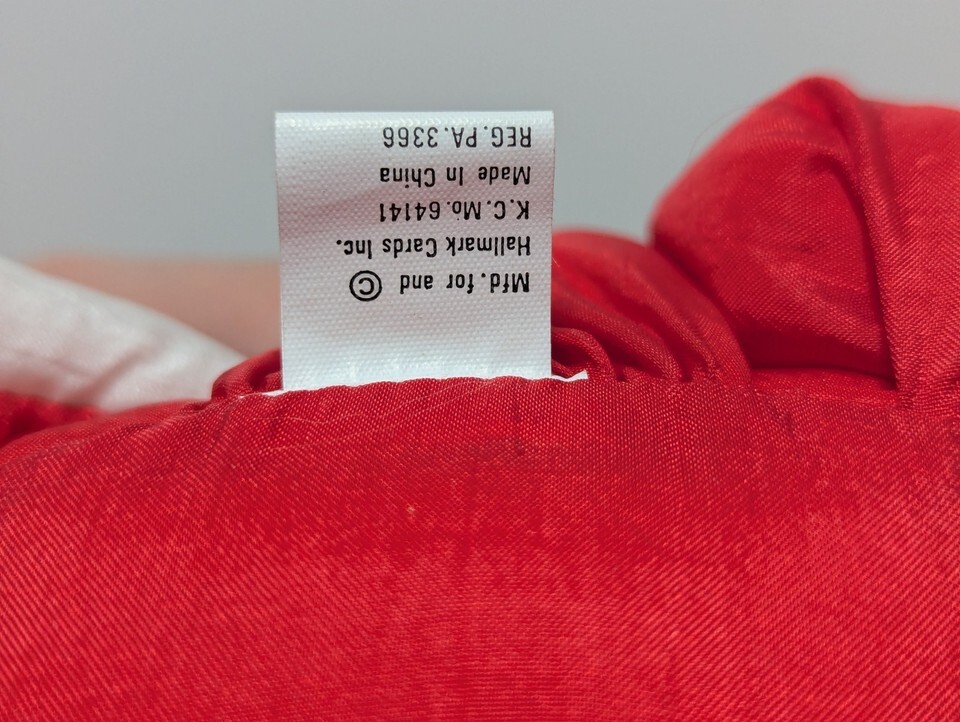 Mfd. for and ©
Hallmark Cards Inc.
K.C.Mo.64141
Made In China
REG.PA.3366